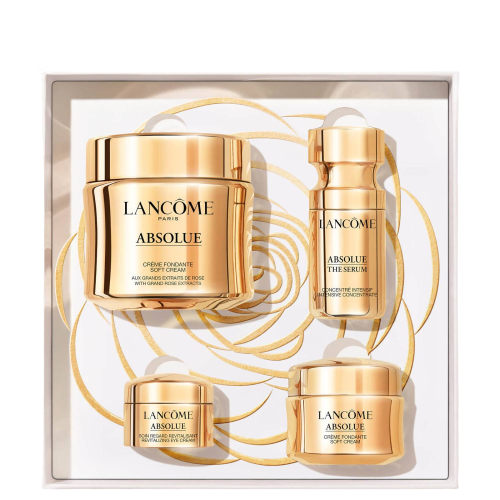 LANCÔME
PARIS
ABSOLUE
CRÈME FONDANTE
SOFT CREAM
AUX GRANDS EXTRAITS DE ROSE
WITH GRAND ROSE EXTRACTS
LANCÔME
ABSOLUE
THE SERUM
CONCENTRÉ INTENSIF
INTENSIVE CONCENTRATE
LANCÔME
ABSOLUE
SOIN REGARD REVITALISANT
REVITALIZING EYE CREAM
LANCÔME
ABSOLUE
CRÈME FONDANTE
SOFT CREAM